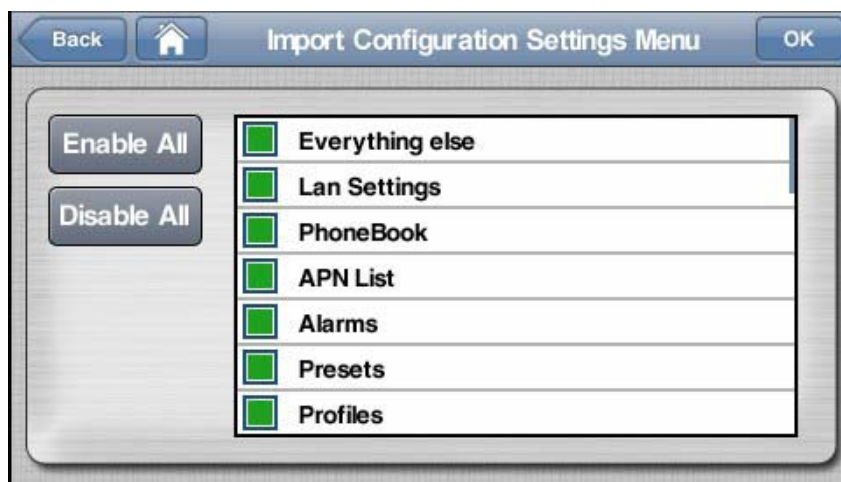 Back
Import Configuration Settings Menu
OK
Enable All
Disable All
Everything else
Lan Settings
PhoneBook
APN List
Alarms
Presets
Profiles